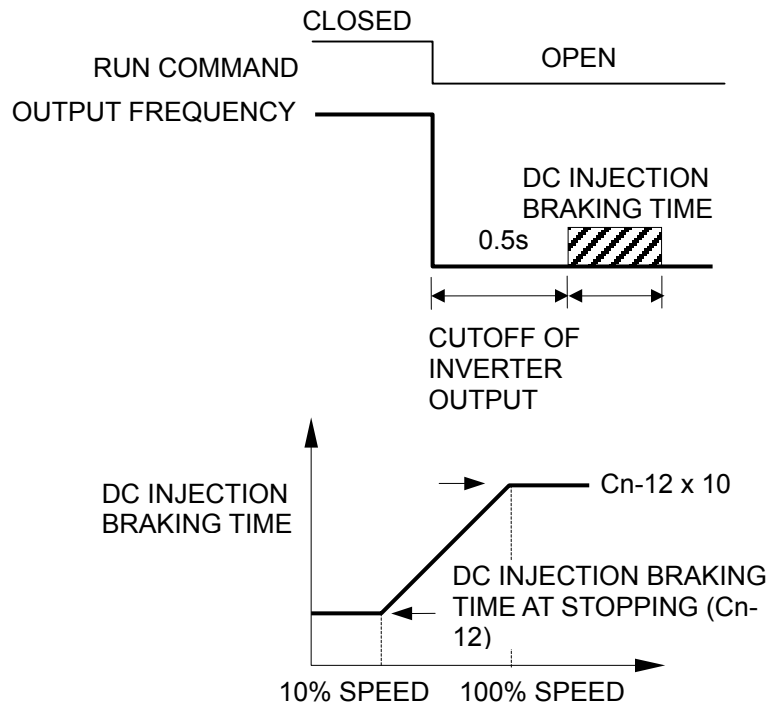 CLOSED
RUN COMMAND
OPEN
OUTPUT FREQUENCY
DC INJECTION
BRAKING TIME
0.5s
CUTOFF OF
INVERTER
OUTPUT
DC INJECTION
BRAKING TIME
Cn-12 x 10
DC INJECTION BRAKING
TIME AT STOPPING (Cn-
12)
10% SPEED
100% SPEED